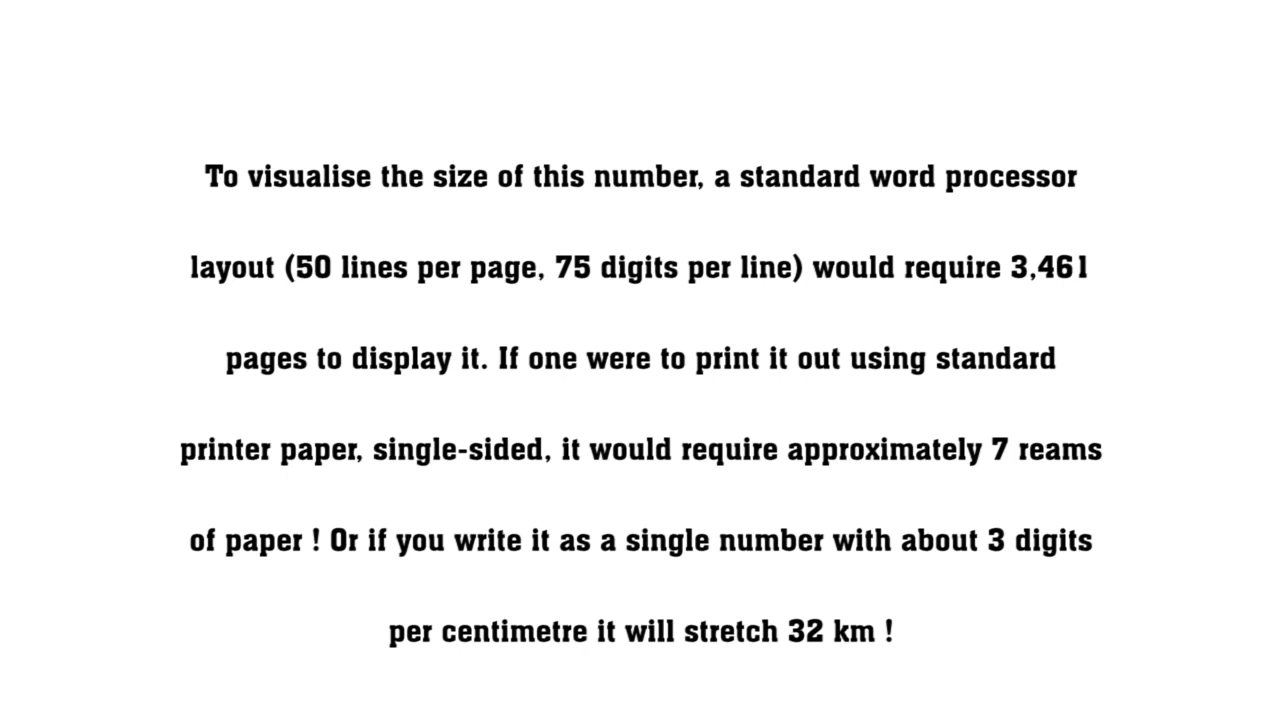 To visualise the size of this number, a standard word processor
layout (50 lines per page, 75 digits per line) would require 3,461
pages to display it. If one were to print it out using standard
printer paper, single-sided, it would require approximately 7 reams
of paper ! Or if you write it as a single number with about 3 digits
per centimetre it will stretch 32 km !